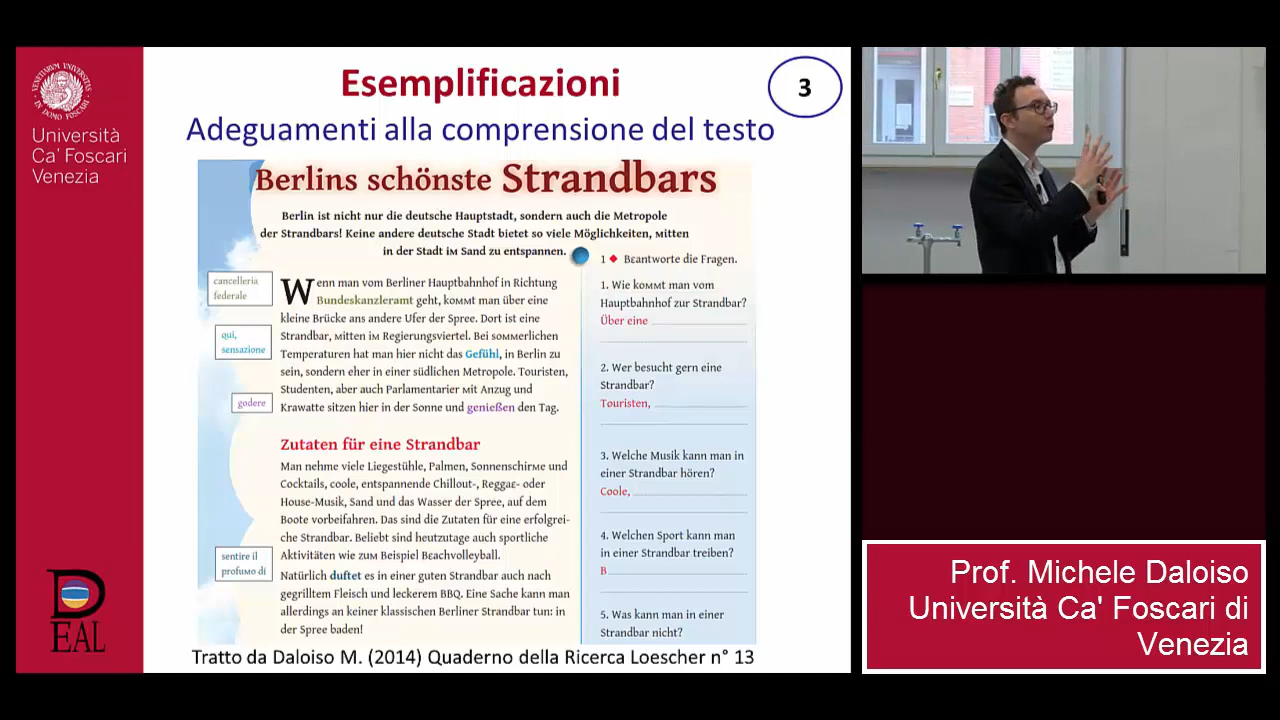 VENETIARUM UNIVERSITAS
IN DOMO FOSCARI
Università
Ca' Foscari
Venezia
DEAL
Esemplificazioni
3
Adeguamenti alla comprensione del testo
Berlins schönste Strandbars
Berlin ist nicht nur die deutsche Hauptstadt, sondern auch die Metropole
der Strandbars! Keine andere deutsche Stadt bietet so viele Möglichkeiten, mitten
in der Stadt im Sand zu entspannen.
cancelleria
federale
qui,
sensazione
godere
Wenn man vom Berliner Hauptbahnhof in Richtung
Bundeskanzleramt geht, kommt man über eine
kleine Brücke ans andere Ufer der Spree. Dort ist eine
Strandbar, mitten im Regierungsviertel. Bei sommerlichen
Temperaturen hat man hier nicht das Gefühl, in Berlin zu
sein, sondern eher in einer südlichen Metropole. Touristen,
Studenten, aber auch Parlamentarier mit Anzug und
Krawatte sitzen hier in der Sonne und genießen den Tag.
Zutaten für eine Strandbar
Man nehme viele Liegestühle, Palmen, Sonnenschirme und
Cocktails, coole, entspannende Chillout-, Reggae- oder
House-Musik, Sand und das Wasser der Spree, auf dem
Boote vorbeifahren. Das sind die Zutaten für eine erfolgrei-
che Strandbar. Beliebt sind heutzutage auch sportliche
Aktivitäten wie zum Beispiel Beachvolleyball.
sentire il
profumo di
Natürlich duftet es in einer guten Strandbar auch nach
gegrilltem Fleisch und leckerem BBQ. Eine Sache kann man
allerdings an keiner klassischen Berliner Strandbar tun: in
der Spree baden!
1 ◆ Beantworte die Fragen.
1. Wie kommt man vom
Hauptbahnhof zur Strandbar?
Über eine
2. Wer besucht gern eine
Strandbar?
Touristen,
3. Welche Musik kann man in
einer Strandbar hören?
Coole,
4. Welchen Sport kann man
in einer Strandbar treiben?
B
5. Was kann man in einer
Strandbar nicht?
Tratto da Daloiso M. (2014) Quaderno della Ricerca Loescher n° 13
Prof. Michele Daloiso
Università Ca' Foscari di
Venezia